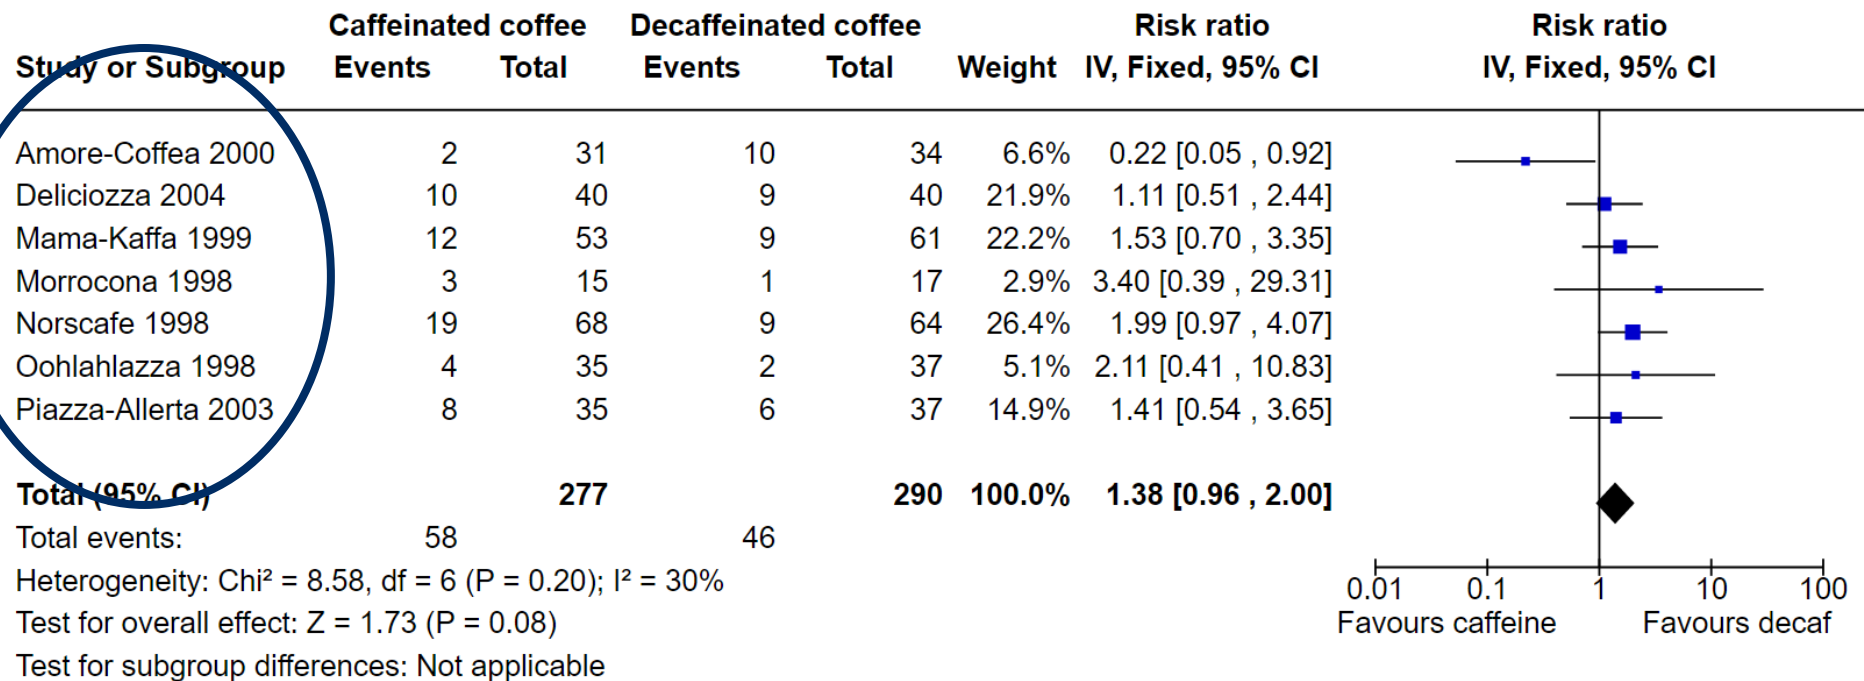 Caffeinated coffee Decaffeinated coffee Risk ratio Risk ratio
Study or Subgroup Events Total Events Total Weight IV, Fixed, 95% CI IV, Fixed, 95% CI
Amore-Coffea 2000 2 31 10 34 6.6% 0.22 [0.05 , 0.92]
Deliciozza 2004 10 40 9 40 21.9% 1.11 [0.51 , 2.44]
Mama-Kaffa 1999 12 53 9 61 22.2% 1.53 [0.70 , 3.35]
Morrocona 1998 3 15 1 17 2.9% 3.40 [0.39 , 29.31]
Norscafe 1998 19 68 9 64 26.4% 1.99 [0.97 , 4.07]
Oohlahlazza 1998 4 35 2 37 5.1% 2.11 [0.41 , 10.83]
Piazza-Allerta 2003 8 35 6 37 14.9% 1.41 [0.54 , 3.65]
Total (95% CI) 277 290 100.0% 1.38 [0.96 , 2.00]
Total events: 58 46
Heterogeneity: Chi² = 8.58, df = 6 (P = 0.20); I² = 30%
Test for overall effect: Z = 1.73 (P = 0.08)
Test for subgroup differences: Not applicable
0.01 0.1 1 10 100
Favours caffeine Favours decaf